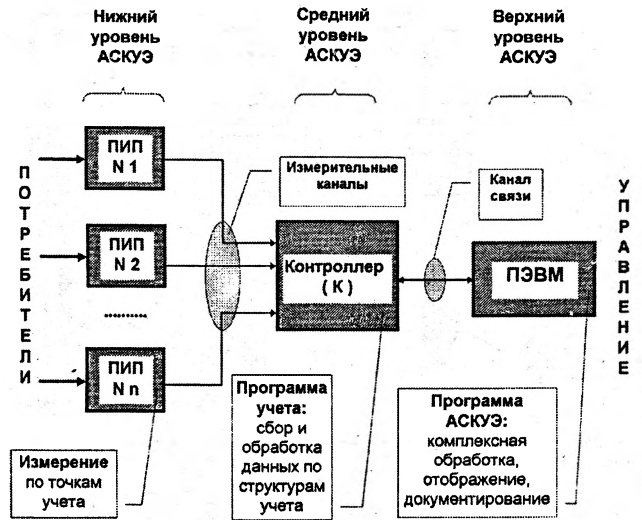 Нижний
уровень
АСКУЭ
Средний
уровень
АСКУЭ
Верхний
уровень
АСКУЭ
ПОТРЕБИТЕЛИ
ПИП
N 1
ПИП
N 2
..........
ПИП
N n
Измерительные
каналы
Контроллер
( К )
Канал
связи
ПЭВМ
УПРАВЛЕНИЕ
Измерение
по точкам
учета
Программа
учета:
сбор и
обработка
данных по
структурам
учета
Программа
АСКУЭ:
комплексная
обработка,
отображение,
документирование